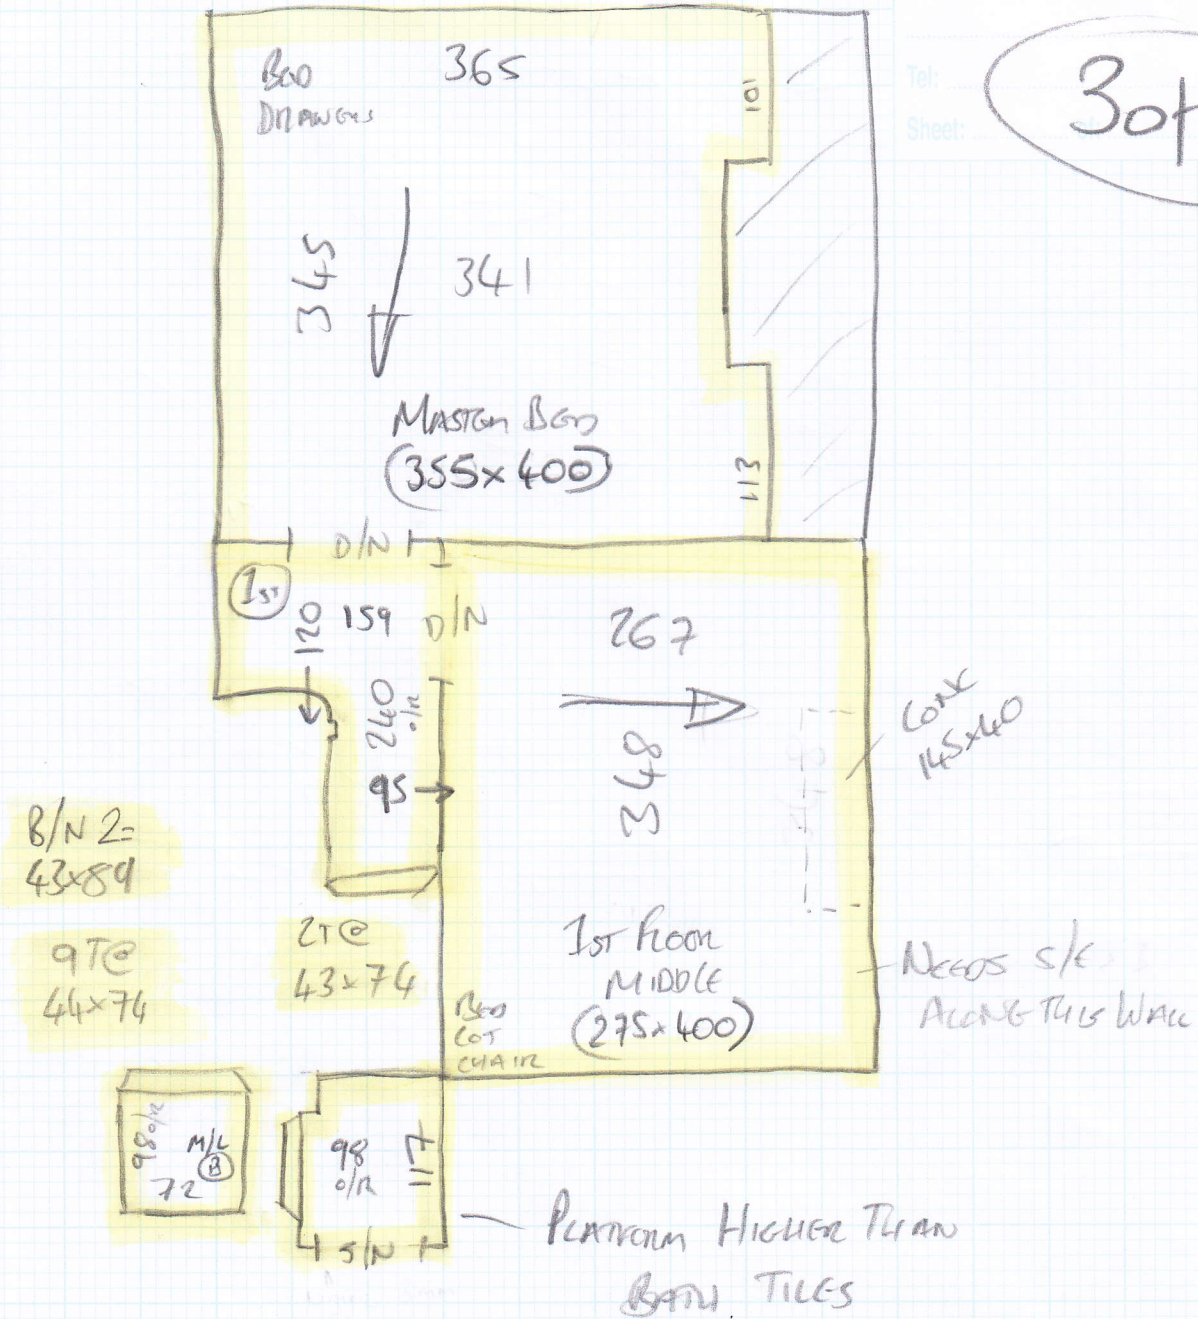 Tel:
Sheet:
3of
BED
DRAWERS
365
101
345
341
MASTER BED
(355x400)
113
D/N
1ST
120
159
D/N
267
240
O/R
95
348
CORK
145x40
B/N 2=
43x89
9T@
44x74
2T@
43x74
1ST FLOOR
MIDDLE
(275x400)
BED
COT
CHAIR
NEEDS S/E
ALONG THIS WALL
98 O/R
M/L
B
72
98
O/R
117
S/N
PLATFORM HIGHER THAN
BATH TILES